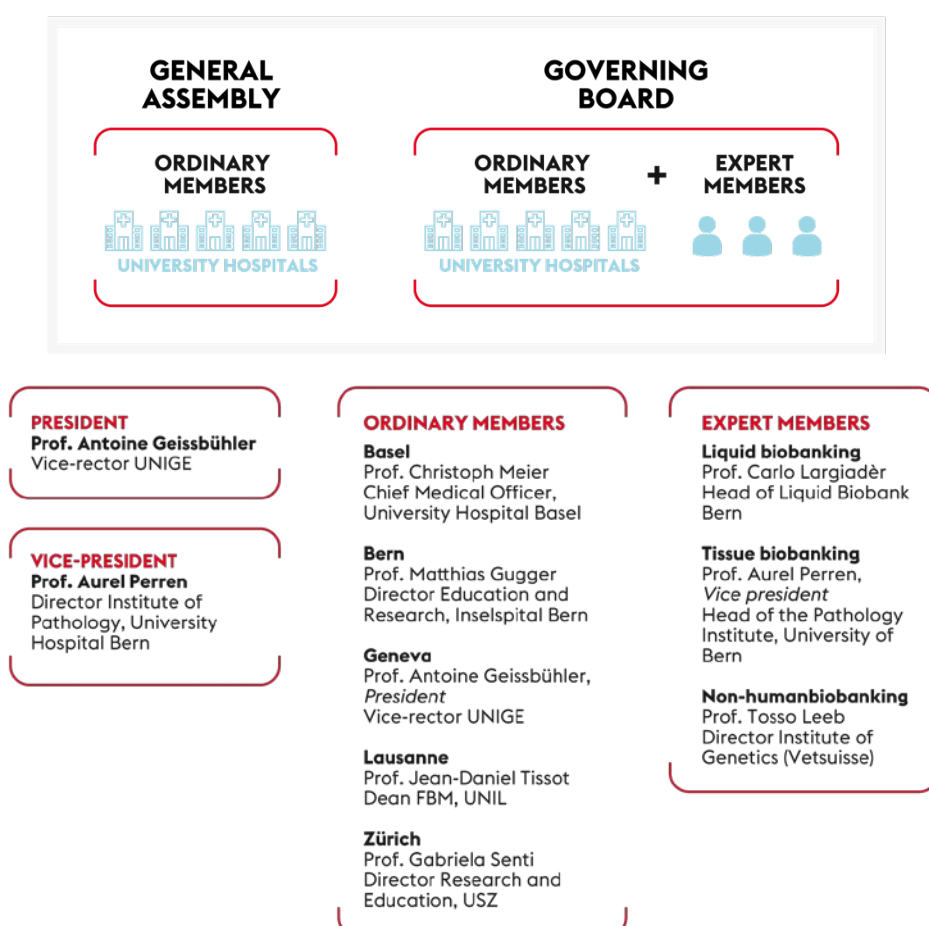 GENERAL
ASSEMBLY
ORDINARY
MEMBERS
UNIVERSITY HOSPITALS
GOVERNING
BOARD
ORDINARY
MEMBERS
UNIVERSITY HOSPITALS
+
EXPERT
MEMBERS
PRESIDENT
Prof. Antoine Geissbühler
Vice-rector UNIGE
VICE-PRESIDENT
Prof. Aurel Perren
Director Institute of
Pathology, University
Hospital Bern
ORDINARY MEMBERS
Basel
Prof. Christoph Meier
Chief Medical Officer,
University Hospital Basel
Bern
Prof. Matthias Gugger
Director Education and
Research, Inselspital Bern
Geneva
Prof. Antoine Geissbühler,
President
Vice-rector UNIGE
Lausanne
Prof. Jean-Daniel Tissot
Dean FBM, UNIL
Zürich
Prof. Gabriela Senti
Director Research and
Education, USZ
EXPERT MEMBERS
Liquid biobanking
Prof. Carlo Largiadèr
Head of Liquid Biobank
Bern
Tissue biobanking
Prof. Aurel Perren,
Vice president
Head of the Pathology
Institute, University of
Bern
Non-humanbiobanking
Prof. Tosso Leeb
Director Institute of
Genetics (Vetsuisse)